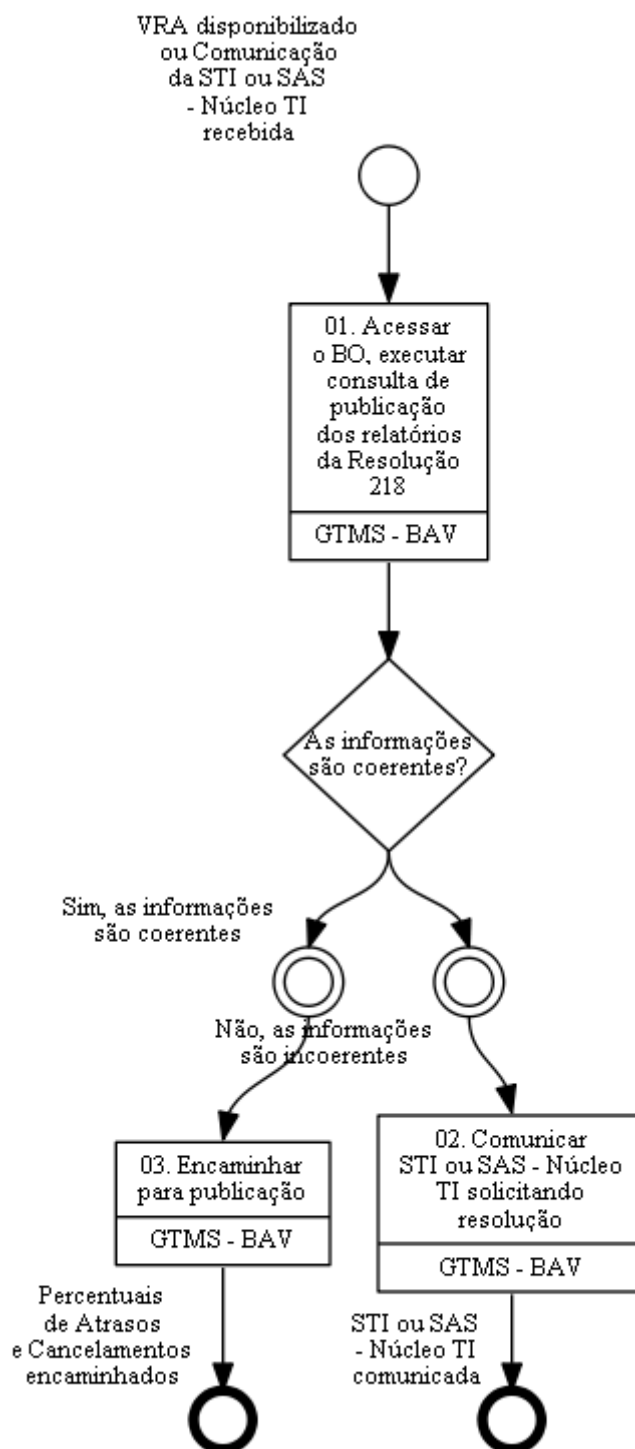 VRA disponibilizado
ou Comunicação
da STI ou SAS
- Núcleo TI
recebida
01. Acessar
o BO, executar
consulta de
publicação
dos relatórios
da Resolução
218
GTMS - BAV
As informações
são coerentes?
Sim, as informações
são coerentes
Não, as informações
são incoerentes
03. Encaminhar
para publicação
GTMS - BAV
02. Comunicar
STI ou SAS - Núcleo
TI solicitando
resolução
GTMS - BAV
Percentuais
de Atrasos
e Cancelamentos
encaminhados
STI ou SAS
- Núcleo TI
comunicada